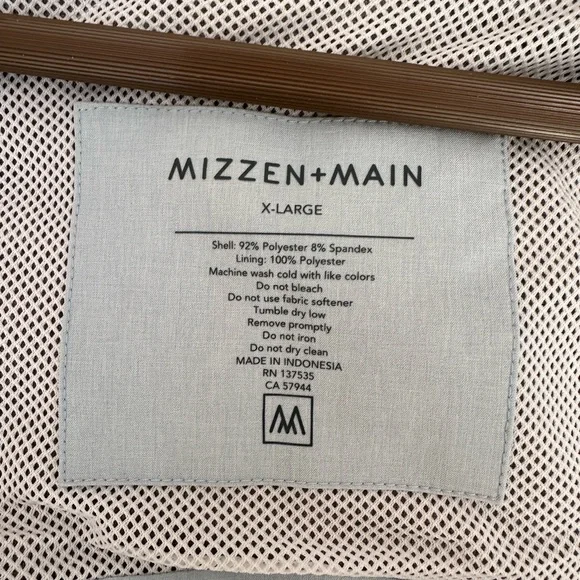 MIZZEN+MAIN
X-LARGE
Shell: 92% Polyester 8% Spandex
Lining: 100% Polyester
Machine wash cold with like colors
Do not bleach
Do not use fabric softener
Tumble dry low
Remove promptly
Do not iron
Do not dry clean
MADE IN INDONESIA
RN 137535
CA 57944
M